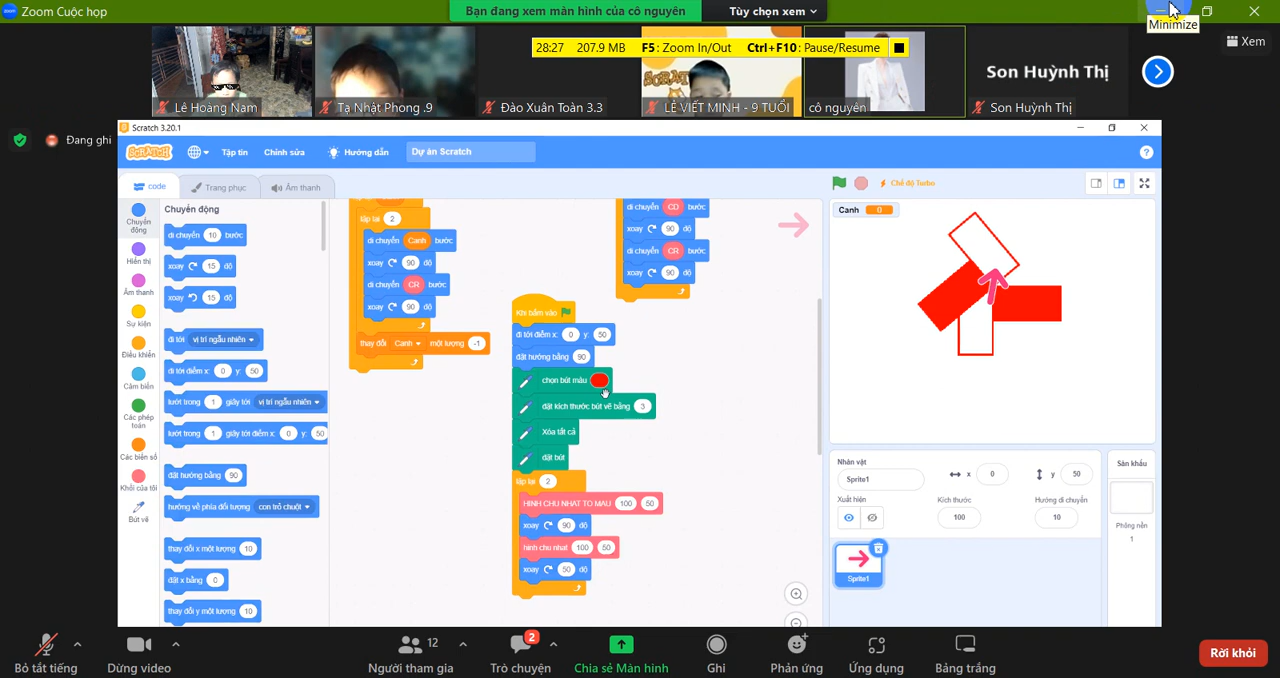 Zoom Cuộc họp
Bạn đang xem màn hình của cô nguyên
Tùy chọn xem
Minimize
28:27 207.9 MB F5: Zoom In/Out Ctrl+F10: Pause/Resume
Xem
Lê Hoàng Nam
Tạ Nhật Phong .9
Đào Xuân Toàn 3.3
LÊ VIẾT MINH - 9 TUỔI
cô nguyên
Son Huỳnh Thị
Son Huỳnh Thị
Đang ghi
Scratch 3.20.1
SCRATCH
Tập tin
Chỉnh sửa
Hướng dẫn
Dự án Scratch
code
Trang phục
Âm thanh
Chế độ Turbo
Chuyển động
Hiển thị
Âm thanh
Sự kiện
Điều khiển
Cảm biến
Các phép toán
Các biến số
Khối của tôi
Bút vẽ
Chuyển động
di chuyển 10 bước
xoay 15 độ
xoay 15 độ
đi tới vị trí ngẫu nhiên
đi tới điểm x: 0 y: 50
lướt trong 1 giây tới vị trí ngẫu nhiên
lướt trong 1 giây tới điểm x: 0 y: 50
đặt hướng bằng 90
hướng về phía đối tượng con trỏ chuột
thay đổi x một lượng 10
đặt x bằng 0
thay đổi y một lượng 10
lặp lại 2
di chuyển Canh bước
xoay 90 độ
di chuyển CR bước
xoay 90 độ
thay đổi Canh một lượng -1
di chuyển CD bước
xoay 90 độ
di chuyển CR bước
xoay 90 độ
Khi bấm vào
đi tới điểm x: 0 y: 50
đặt hướng bằng 90
chọn bút màu
đặt kích thước bút vẽ bằng 3
Xóa tất cả
đặt bút
lặp lại 2
HINH CHU NHAT TO MAU 100 50
xoay 90 độ
hinh chu nhat 100 50
xoay 50 độ
Canh 0
Nhân vật
Sprite1
x 0
y 50
Xuất hiện
Kích thước
100
Hướng di chuyển
10
Sprite1
Sân khấu
Phông nền
1
Bỏ tắt tiếng
Dừng video
12
Người tham gia
2
Trò chuyện
Chia sẻ Màn hình
Ghi
Phản ứng
Ứng dụng
Bảng trắng
Rời khỏi